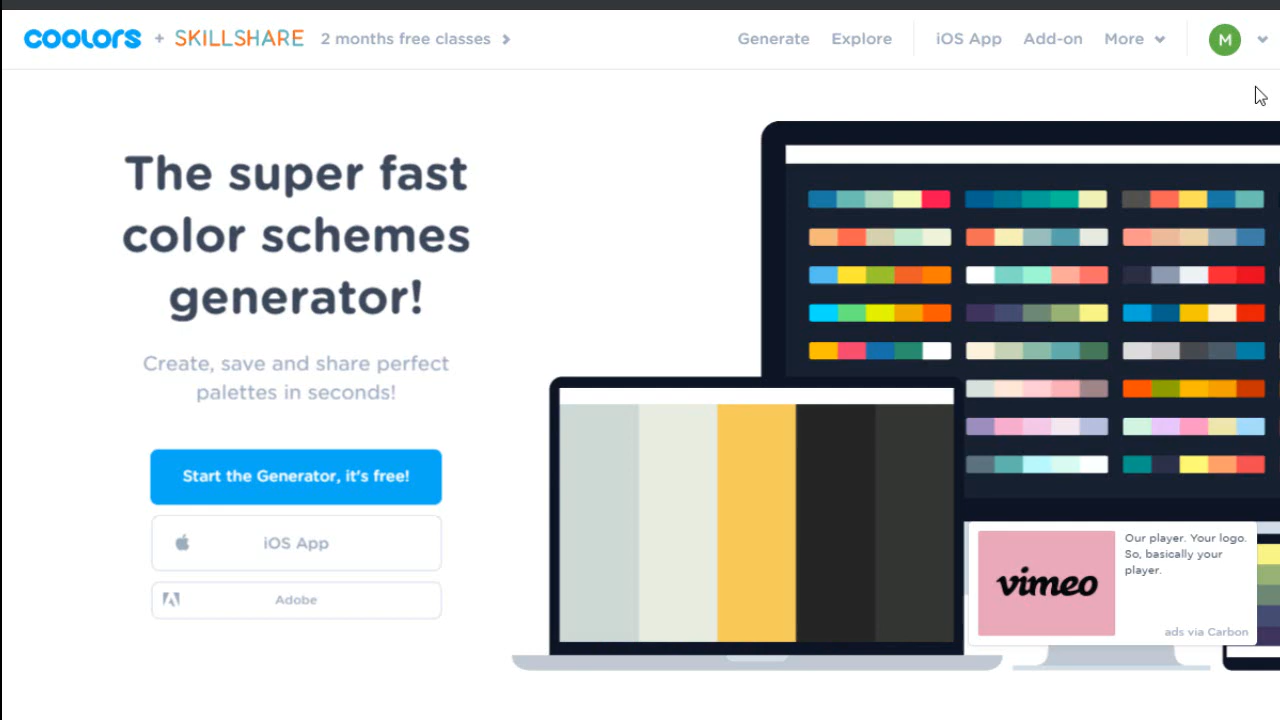 coolors + SKILLSHARE 2 months free classes
Generate Explore iOS App Add-on More M
The super fast
color schemes
generator!
Create, save and share perfect
palettes in seconds!
Start the Generator, it's free!
iOS App
Adobe
vimeo
Our player. Your logo.
So, basically your
player.
ads via Carbon